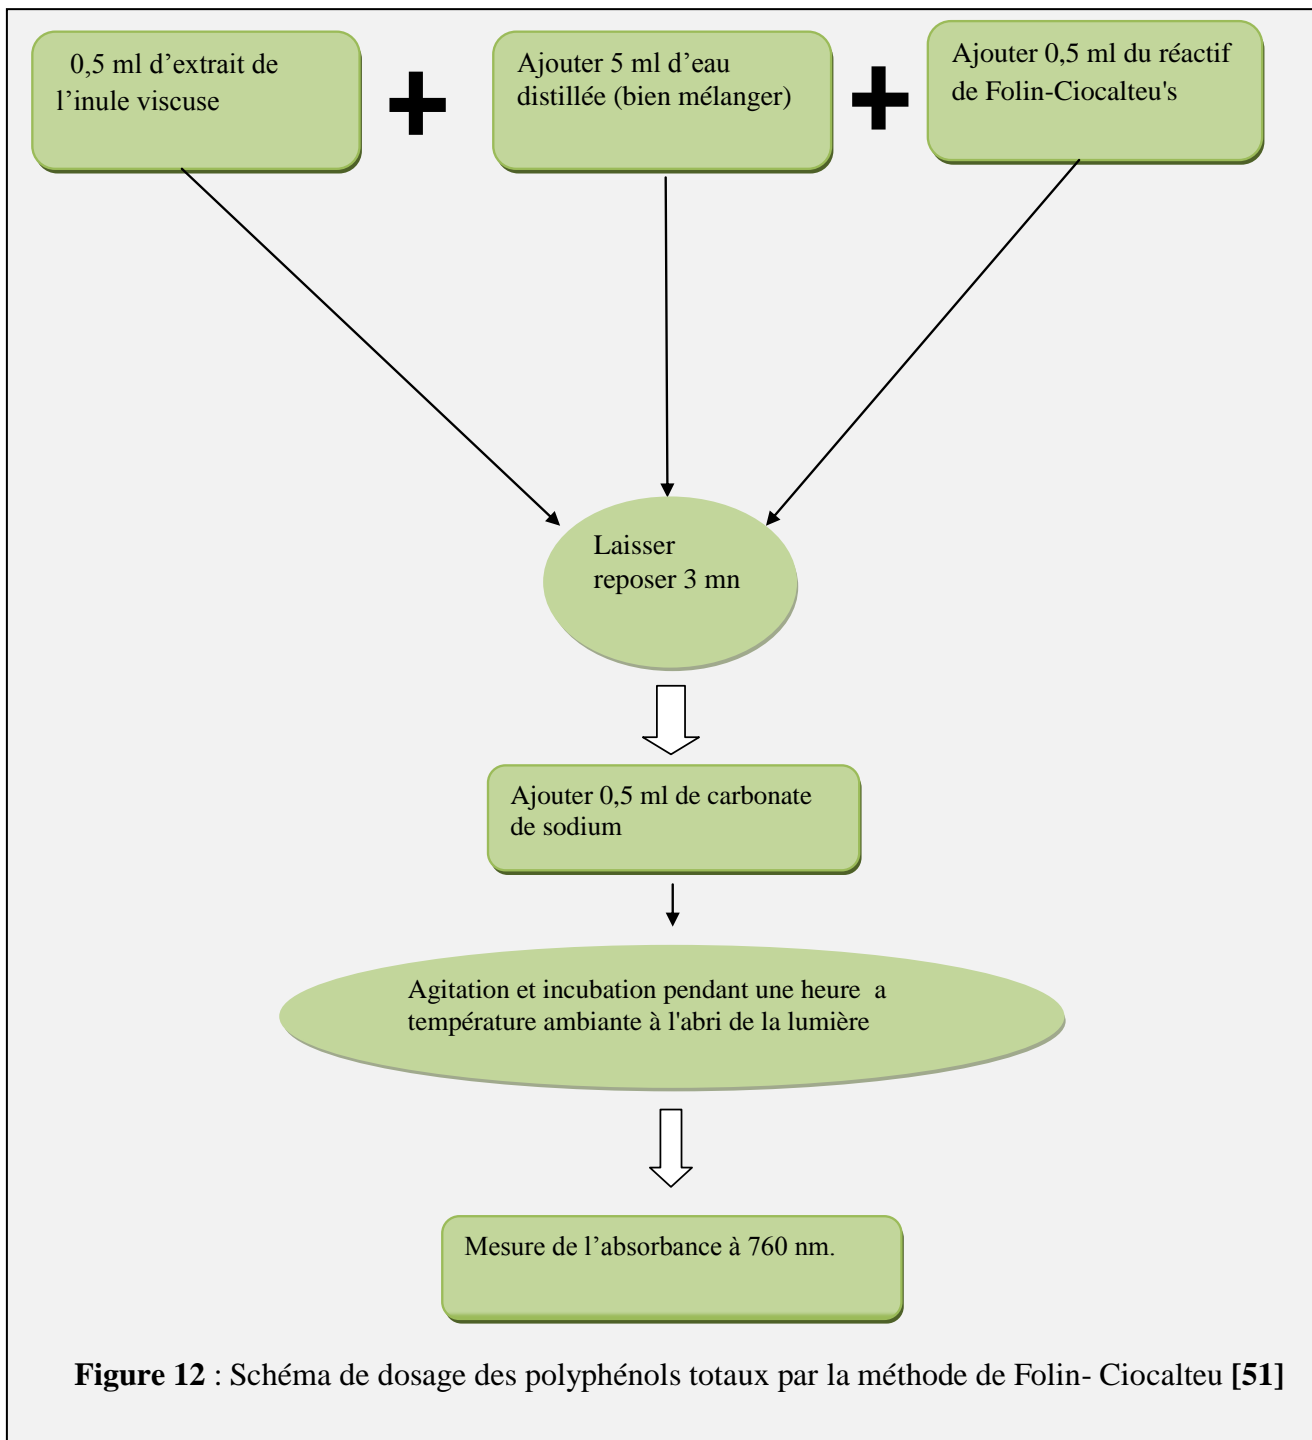 0,5 ml d’extrait de
l’inule viscuse
Ajouter 5 ml d’eau
distillée (bien mélanger)
Ajouter 0,5 ml du réactif
de Folin-Ciocalteu's
Laisser
reposer 3 mn
Ajouter 0,5 ml de carbonate
de sodium
Agitation et incubation pendant une heure a
température ambiante à l'abri de la lumière
Mesure de l’absorbance à 760 nm.
Figure 12 : Schéma de dosage des polyphénols totaux par la méthode de Folin- Ciocalteu [51]